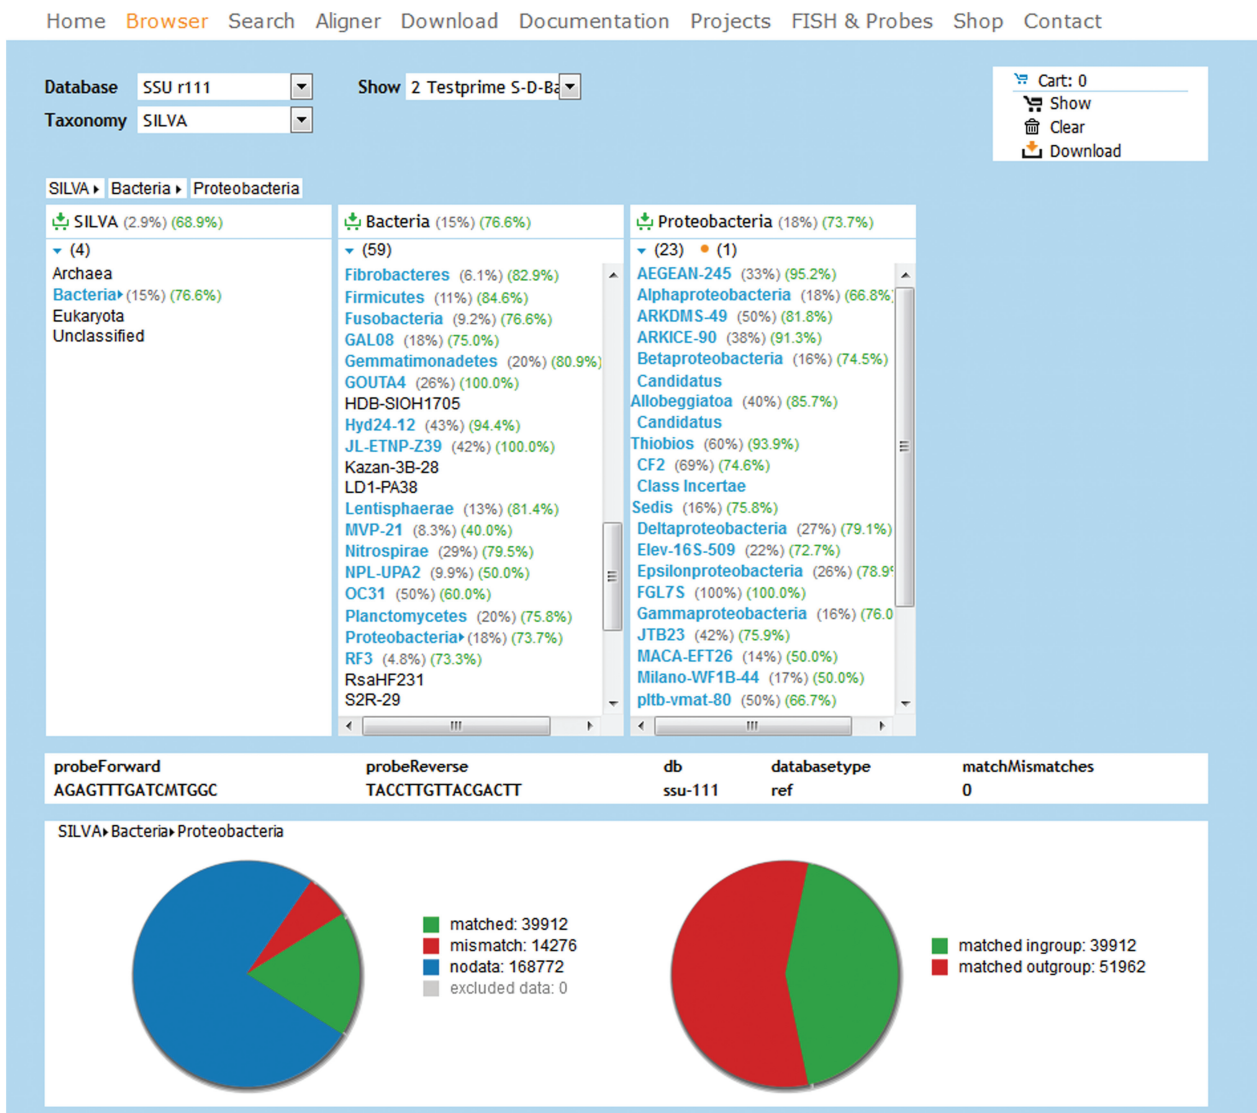 Home Browser Search Aligner Download Documentation Projects FISH & Probes Shop Contact
Database SSU r111 Show 2 Testprime S-D-Ba
Taxonomy SILVA
Cart: 0
Show
Clear
Download
SILVA Bacteria Proteobacteria
SILVA (2.9%) (68.9%)
(4)
Archaea
Bacteria (15%) (76.6%)
Eukaryota
Unclassified
Bacteria (15%) (76.6%)
(59)
Fibrobacteres (6.1%) (82.9%)
Firmicutes (11%) (84.6%)
Fusobacteria (9.2%) (76.6%)
GAL08 (18%) (75.0%)
Gemmatimonadetes (20%) (80.9%)
GOUTA4 (26%) (100.0%)
HDB-SIOH1705
Hyd24-12 (43%) (94.4%)
JL-ETNP-Z39 (42%) (100.0%)
Kazan-3B-28
LD1-PA38
Lentisphaerae (13%) (81.4%)
MVP-21 (8.3%) (40.0%)
Nitrospirae (29%) (79.5%)
NPL-UPA2 (9.9%) (50.0%)
OC31 (50%) (60.0%)
Planctomycetes (20%) (75.8%)
Proteobacteria (18%) (73.7%)
RF3 (4.8%) (73.3%)
RsaHF231
S2R-29
Proteobacteria (18%) (73.7%)
(23) (1)
AEGEAN-245 (33%) (95.2%)
Alphaproteobacteria (18%) (66.8%)
ARKDMS-49 (50%) (81.8%)
ARKICE-90 (38%) (91.3%)
Betaproteobacteria (16%) (74.5%)
Candidatus
Allobeggiatoa (40%) (85.7%)
Candidatus
Thiobios (60%) (93.9%)
CF2 (69%) (74.6%)
Class Incertae
Sedis (16%) (75.8%)
Deltaproteobacteria (27%) (79.1%)
Elev-16S-509 (22%) (72.7%)
Epsilonproteobacteria (26%) (78.9
FGL7S (100%) (100.0%)
Gammaproteobacteria (16%) (76.0
JTB23 (42%) (75.9%)
MACA-EFT26 (14%) (50.0%)
Milano-WF1B-44 (17%) (50.0%)
pltb-vmat-80 (50%) (66.7%)
probeForward probeReverse db databasetype matchMismatches
AGAGTTTGATCMTGGC TACCTTGTTACGACTT ssu-111 ref 0
SILVA Bacteria Proteobacteria
matched: 39912
mismatch: 14276
nodata: 168772
excluded data: 0
matched ingroup: 39912
matched outgroup: 51962